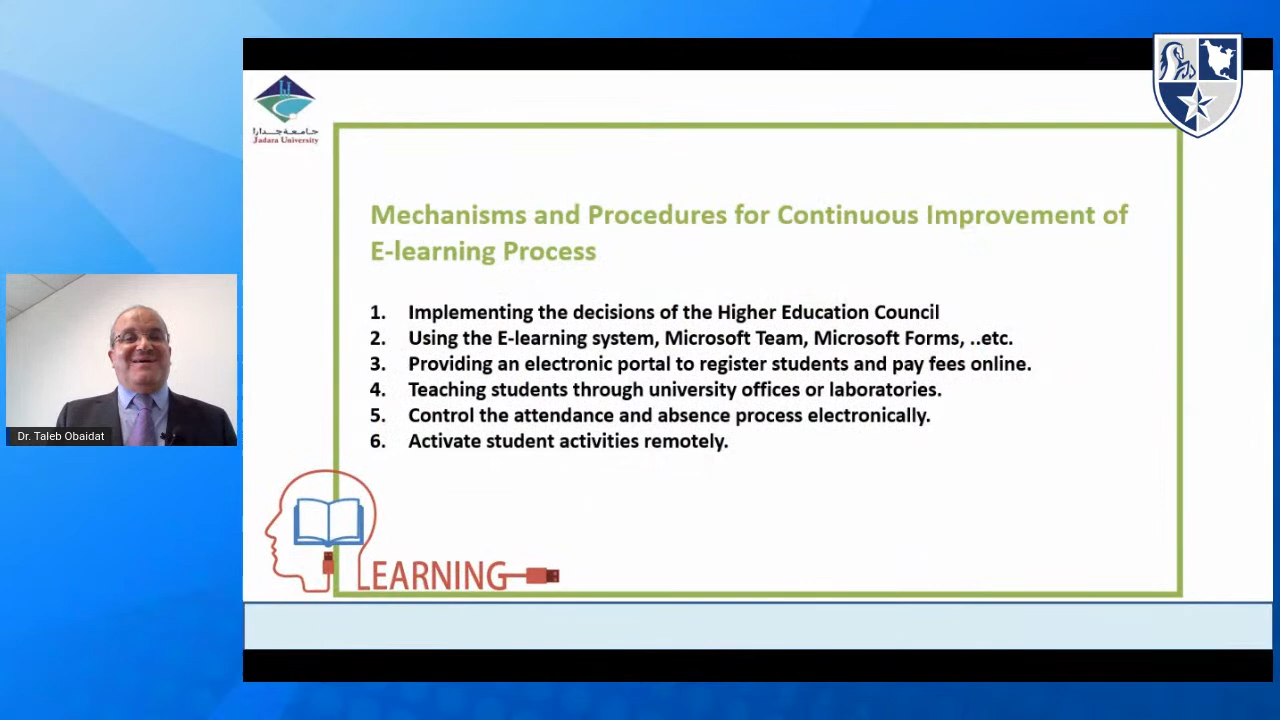 جامعة جدارا
Jadara University
Mechanisms and Procedures for Continuous Improvement of
E-learning Process
1. Implementing the decisions of the Higher Education Council
2. Using the E-learning system, Microsoft Team, Microsoft Forms, ..etc.
3. Providing an electronic portal to register students and pay fees online.
4. Teaching students through university offices or laboratories.
5. Control the attendance and absence process electronically.
6. Activate student activities remotely.
Dr. Taleb Obaidat
LEARNING